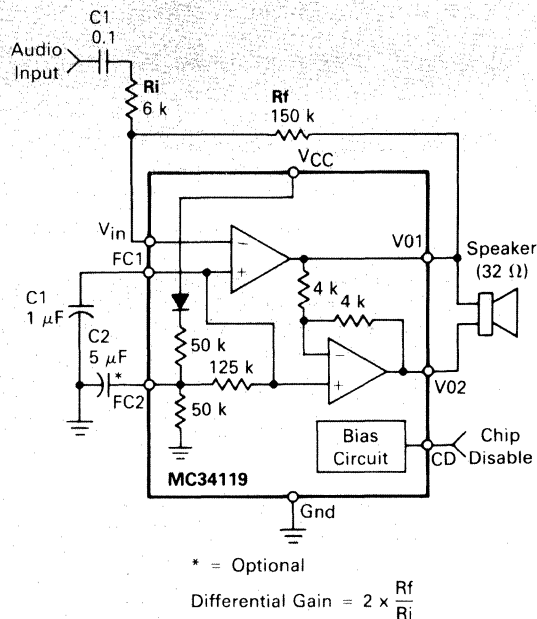 C1
0.1
Audio
Input
Ri
6 k
Rf
150 k
VCC
Vin
FC1
V01
Speaker
(32 Ω)
4 k
4 k
C1
1 μF
C2
5 μF
*
50 k
125 k
FC2
50 k
V02
Bias
Circuit
CD
Chip
Disable
MC34119
Gnd
* = Optional
Differential Gain = 2 x Rf/Ri